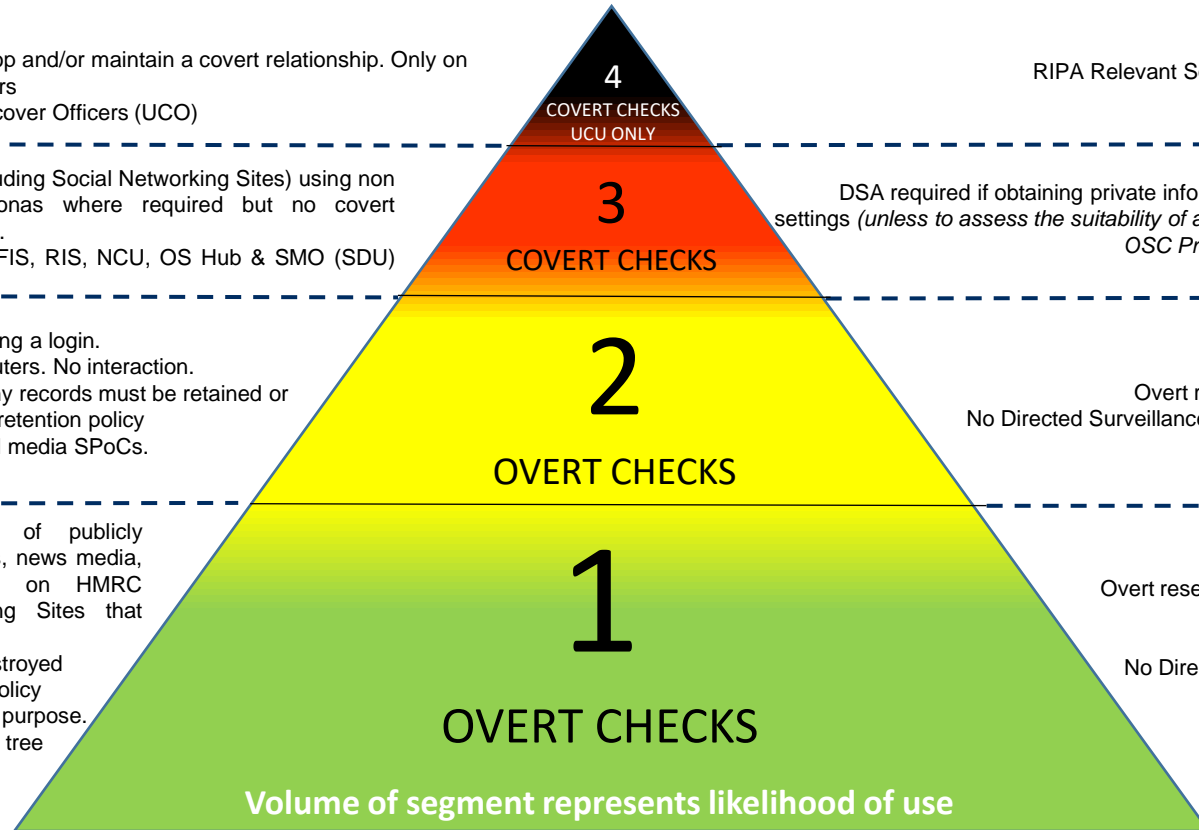 op and/or maintain a covert relationship. Only on
rs
cover Officers (UCO)
4
COVERT CHECKS
UCU ONLY
RIPA Relevant S
uding Social Networking Sites) using non
onas where required but no covert
.
FIS, RIS, NCU, OS Hub & SMO (SDU)
3
COVERT CHECKS
DSA required if obtaining private info
settings (unless to assess the suitability of a
OSC Pr
ng a login.
uters. No interaction.
ny records must be retained or
retention policy
l media SPoCs.
2
OVERT CHECKS
Overt r
No Directed Surveillance
of publicly
s, news media,
on HMRC
ng Sites that
stroyed
olicy
purpose.
tree
1
OVERT CHECKS
Overt rese
No Dire
Volume of segment represents likelihood of use